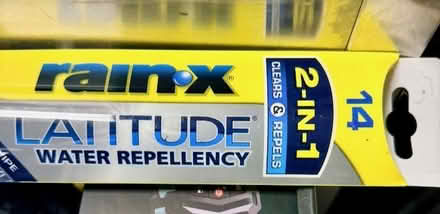 rain·x®
LATITUDE®
WATER REPELLENCY
2-IN-1
CLEARS & REPELS
14